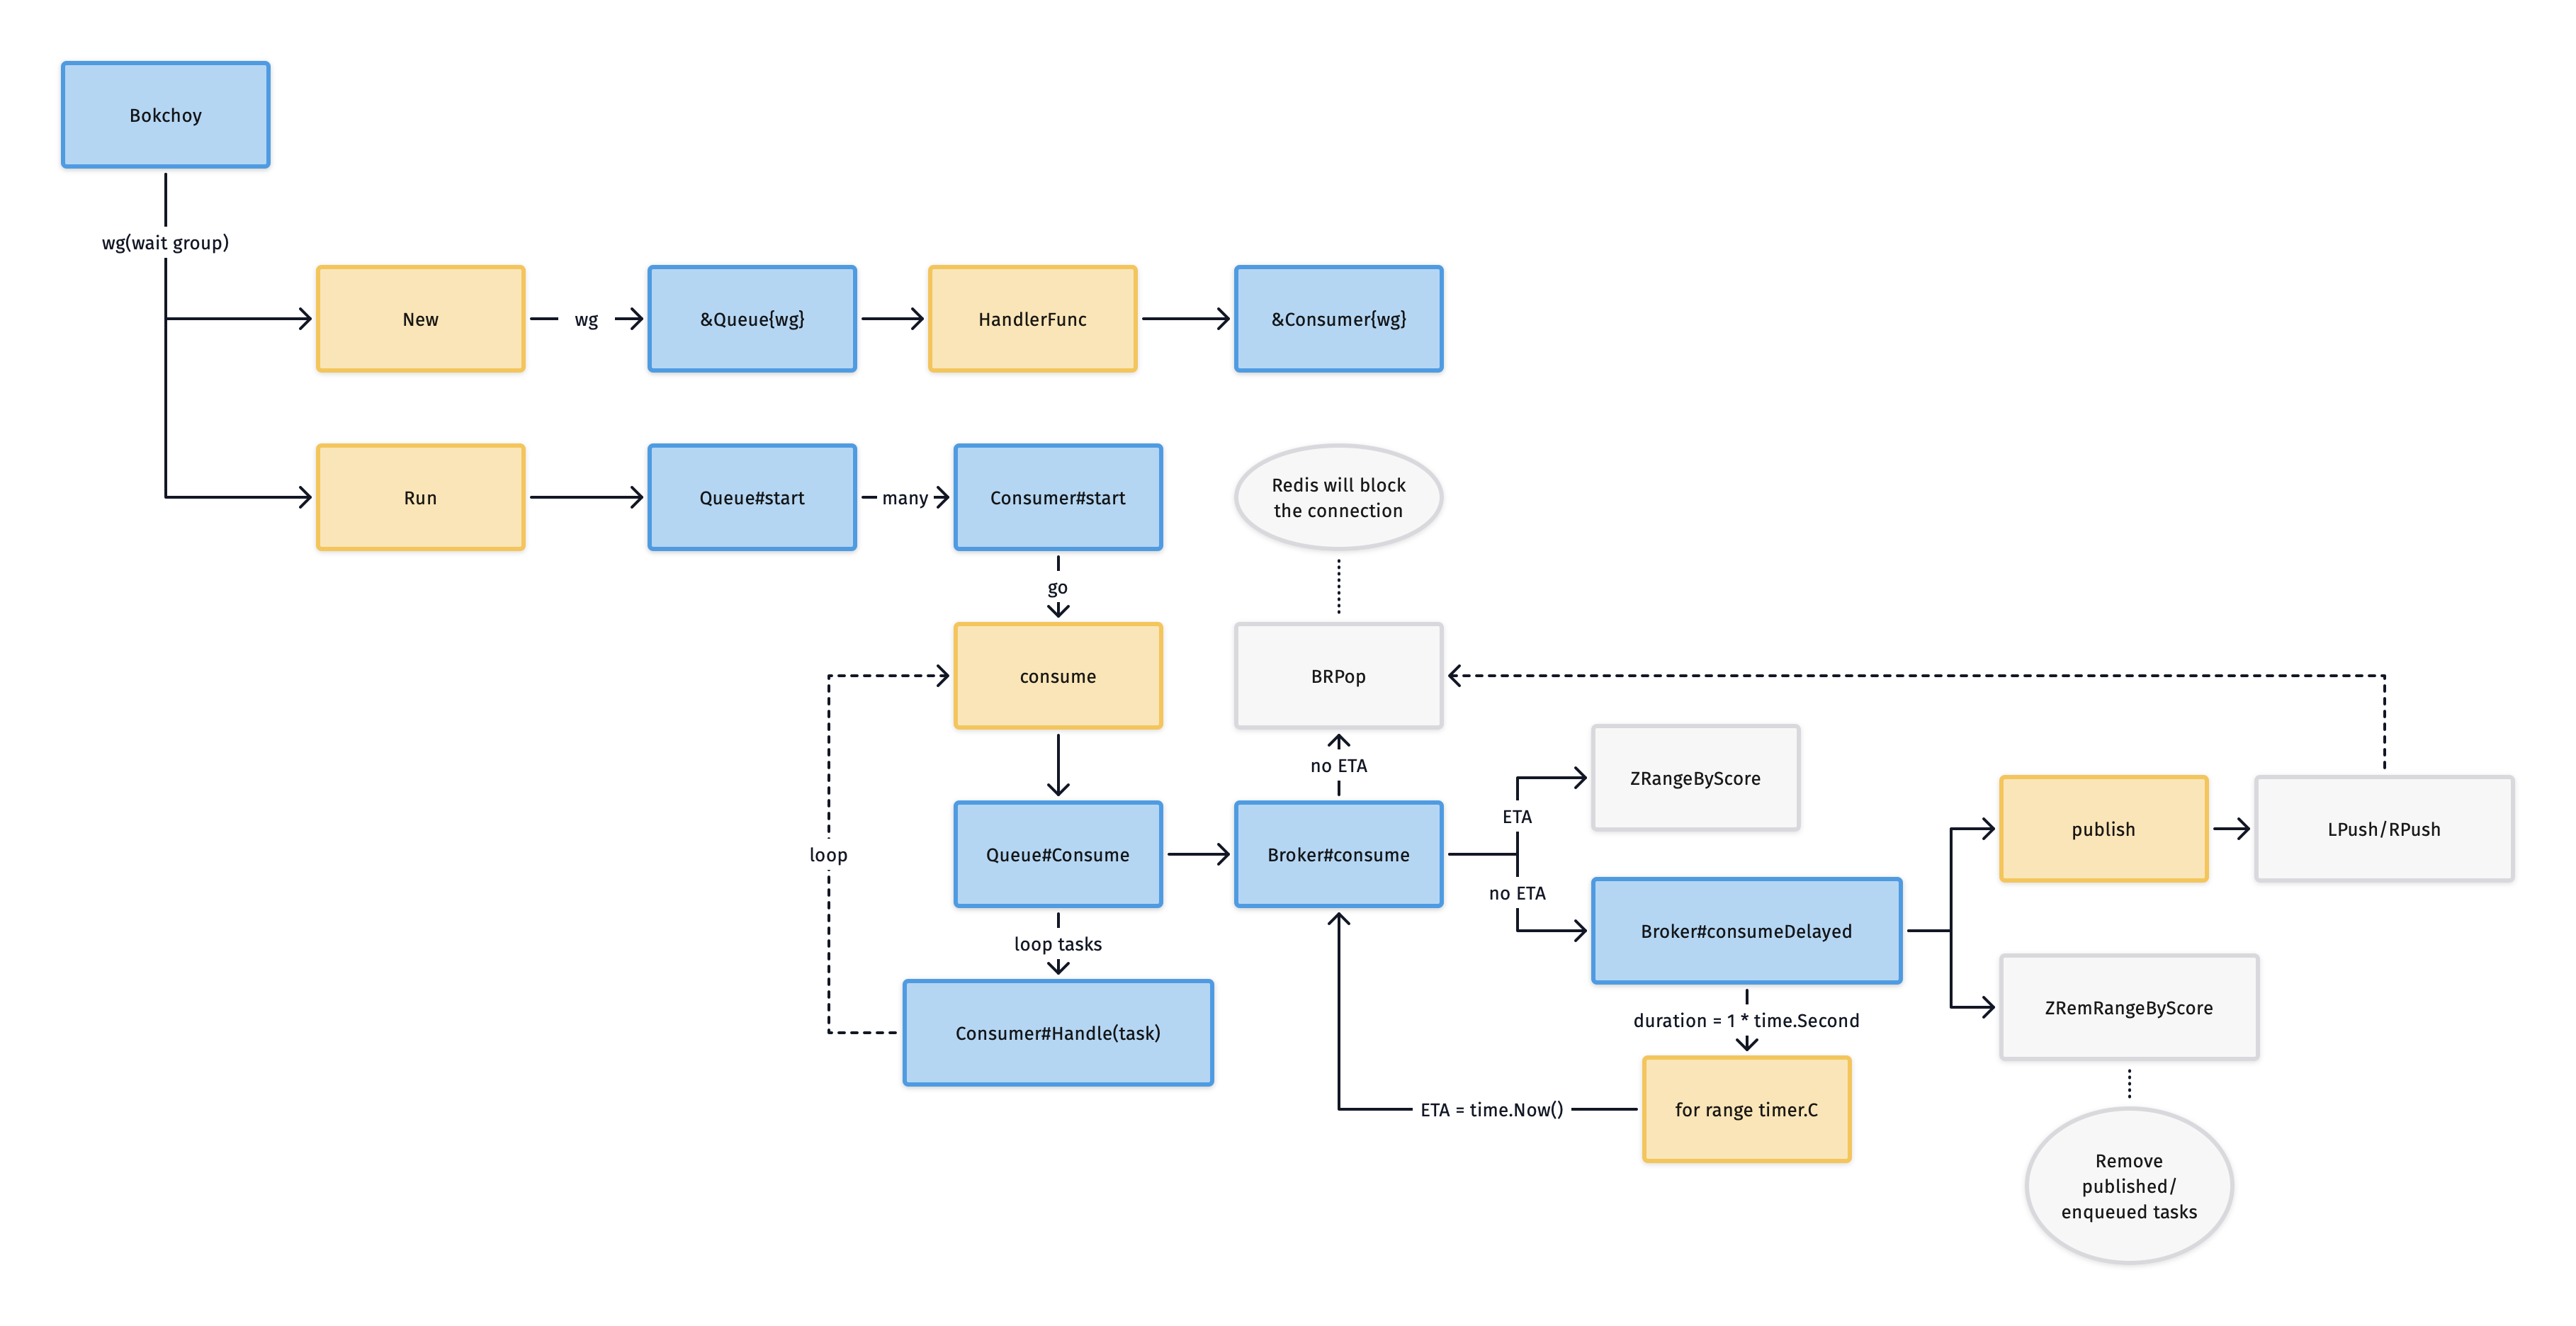 Bokchoy
wg(wait group)
New
wg
&Queue{wg}
HandlerFunc
&Consumer{wg}
Run
Queue#start
many
Consumer#start
Redis will block
the connection
go
consume
BRPop
no ETA
ZRangeByScore
ETA
loop
Queue#Consume
Broker#consume
no ETA
publish
LPush/RPush
Broker#consumeDelayed
loop tasks
Consumer#Handle(task)
duration = 1 * time.Second
ZRemRangeByScore
ETA = time.Now()
for range timer.C
Remove
published/
enqueued tasks